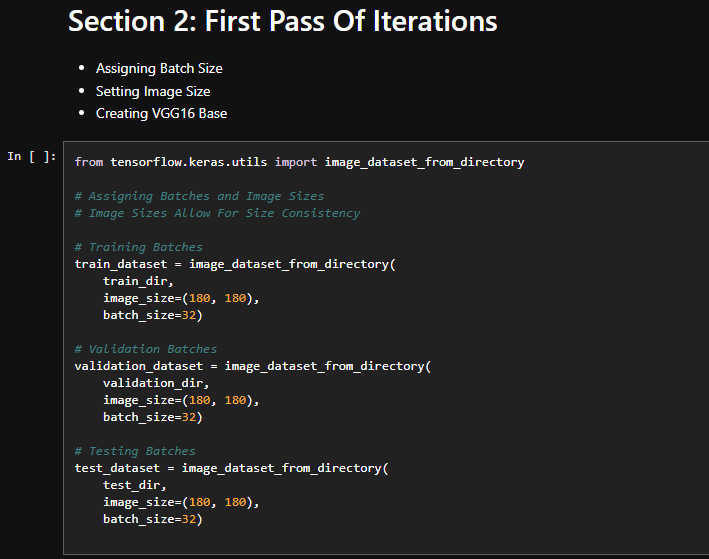 Section 2: First Pass Of Iterations
• Assigning Batch Size
• Setting Image Size
• Creating VGG16 Base
In [ ]:
from tensorflow.keras.utils import image_dataset_from_directory
# Assigning Batches and Image Sizes
# Image Sizes Allow For Size Consistency
# Training Batches
train_dataset = image_dataset_from_directory(
    train_dir,
    image_size=(180, 180),
    batch_size=32)
# Validation Batches
validation_dataset = image_dataset_from_directory(
    validation_dir,
    image_size=(180, 180),
    batch_size=32)
# Testing Batches
test_dataset = image_dataset_from_directory(
    test_dir,
    image_size=(180, 180),
    batch_size=32)